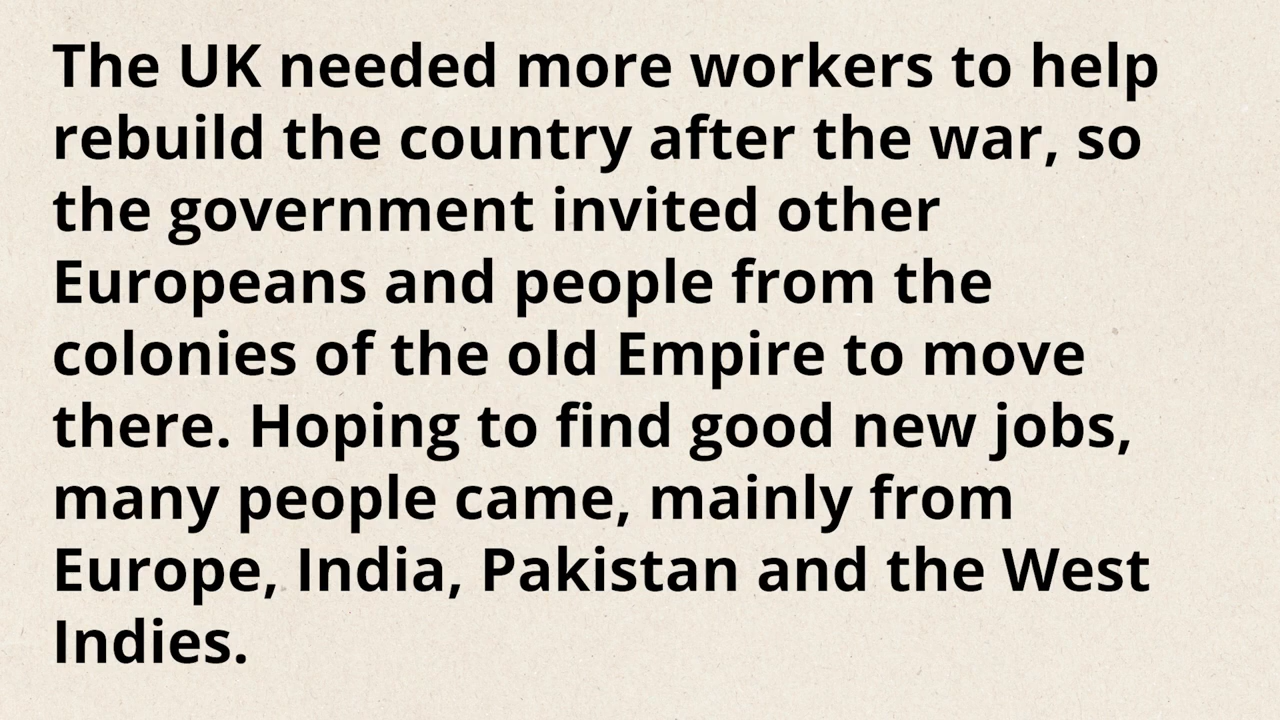 The UK needed more workers to help
rebuild the country after the war, so
the government invited other
Europeans and people from the
colonies of the old Empire to move
there. Hoping to find good new jobs,
many people came, mainly from
Europe, India, Pakistan and the West
Indies.